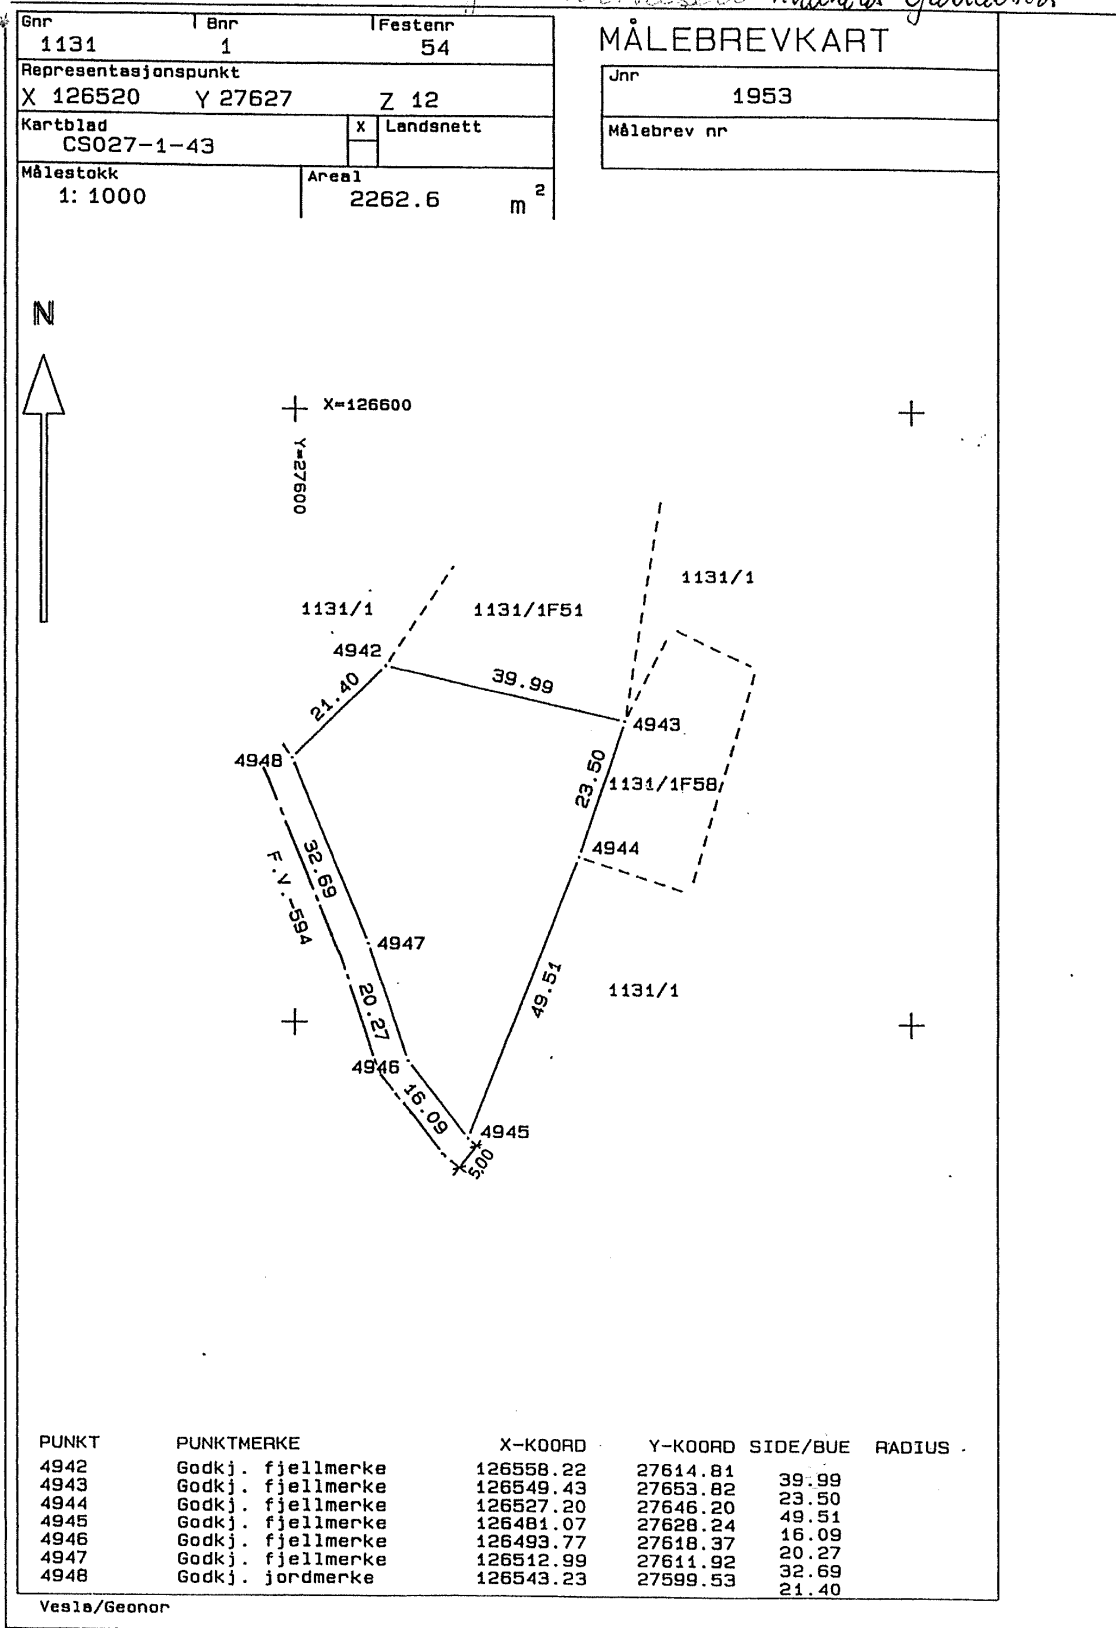 Gnr Bnr Festenr
1131 1 54
MÅLEBREVKART
Representasjonspunkt
X 126520 Y 27627 Z 12
Jnr
1953
Kartblad X Landsnett
CSO27-1-43
Målebrev nr
Målestokk Areal
1: 1000 2262.6 m 2
N
X=126600
Y=27600
1131/1
1131/1 1131/1F51
4942
39.99
21.40
4943
4948
23.50
1131/1F58
4944
32.69
F.V.-594
4947
49.51
1131/1
20.27
4946
16.09
4945
5.00
PUNKT PUNKTMERKE X-KOORD Y-KOORD SIDE/BUE RADIUS
4942 Godkj. fjellmerke 126558.22 27614.81
39.99
4943 Godkj. fjellmerke 126549.43 27653.82
23.50
4944 Godkj. fjellmerke 126527.20 27646.20
49.51
4945 Godkj. fjellmerke 126481.07 27628.24
16.09
4946 Godkj. fjellmerke 126493.77 27618.37
20.27
4947 Godkj. fjellmerke 126512.99 27611.92
32.69
4948 Godkj. jordmerke 126543.23 27599.53
21.40
Vesla/Geonor